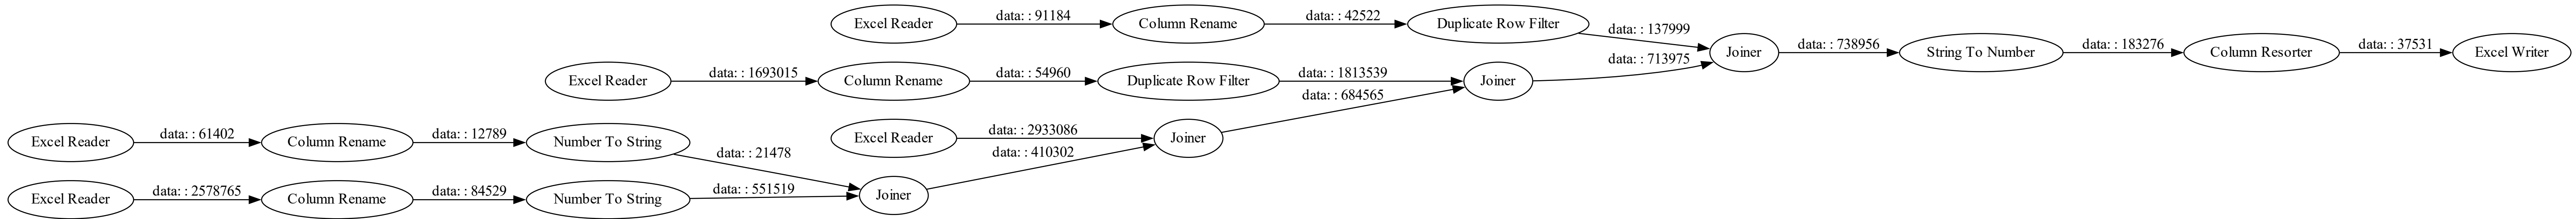 Excel Reader
data: : 91184
Column Rename
data: : 42522
Duplicate Row Filter
data: : 137999
Joiner
data: : 738956
String To Number
data: : 183276
Column Resorter
data: : 37531
Excel Writer
Excel Reader
data: : 1693015
Column Rename
data: : 54960
Duplicate Row Filter
data: : 1813539
Joiner
data: : 713975
Excel Reader
data: : 2933086
Joiner
data: : 684565
Excel Reader
data: : 61402
Column Rename
data: : 12789
Number To String
data: : 21478
Joiner
data: : 410302
Excel Reader
data: : 2578765
Column Rename
data: : 84529
Number To String
data: : 551519